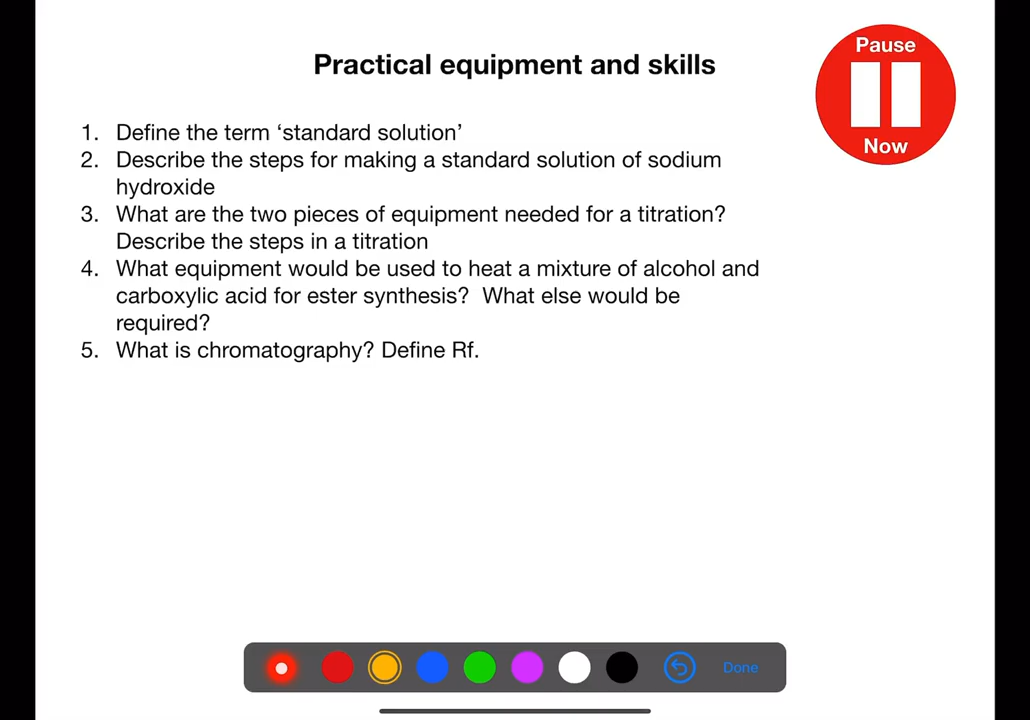 Practical equipment and skills
Pause
Now
1. Define the term ‘standard solution’
2. Describe the steps for making a standard solution of sodium
hydroxide
3. What are the two pieces of equipment needed for a titration?
Describe the steps in a titration
4. What equipment would be used to heat a mixture of alcohol and
carboxylic acid for ester synthesis? What else would be
required?
5. What is chromatography? Define Rf.
Done